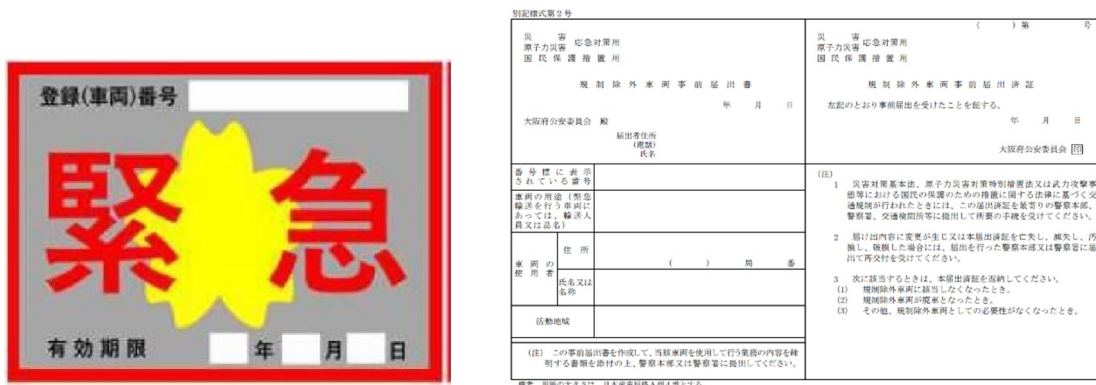 登録(車両)番号
緊急
有効期限 年 月 日
別記様式第2号
災害
原子力災害 応急対策用
国民保護措置用
規制除外車両事前届出書
年 月 日
大阪府公安委員会 殿
届出者住所
(電話)
氏名
番号標に表示
されている番号
車両の用途(緊急
輸送を行う車両に
あっては、輸送人
員又は品名)
車両の
使用者
住所
( ) 局 番
氏名又は
名称
活動地域
(注) この事前届出書を作成して、当該車両を使用して行う業務の内容を疎
明する書類を添付の上、警察本部又は警察署に提出してください。
備考 用紙の大きさは、日本産業規格A列4番とする。
( )第 号
災害
原子力災害 応急対策用
国民保護措置用
規制除外車両事前届出済証
左記のとおり事前届出を受けたことを証する。
年 月 日
大阪府公安委員会 印
(注)
1 災害対策基本法、原子力災害対策特別措置法又は武力攻撃事
態等における国民の保護のための措置に関する法律に基づく交
通規制が行われたときには、この届出済証を最寄りの警察本部、
警察署、交通検問所等に提出して所要の手続を受けてください。
2 届け出内容に変更が生じ又は本届出済証を亡失し、滅失し、汚
損し、破損した場合には、届出を行った警察本部又は警察署に届
出て再交付を受けてください。
3 次に該当するときは、本届出済証を返納してください。
(1) 規制除外車両に該当しなくなったとき。
(2) 規制除外車両が廃車となったとき。
(3) その他、規制除外車両としての必要性がなくなったとき。